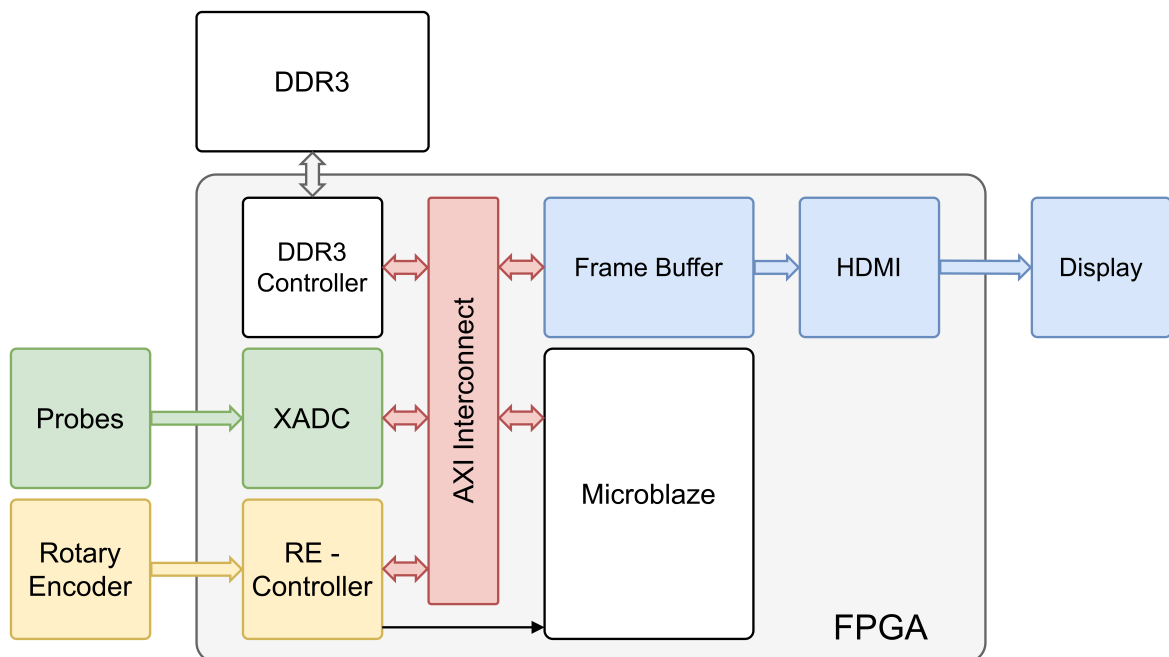 DDR3
DDR3
Controller
AXI Interconnect
Frame Buffer
HDMI
Display
Probes
XADC
Microblaze
Rotary
Encoder
RE -
Controller
FPGA